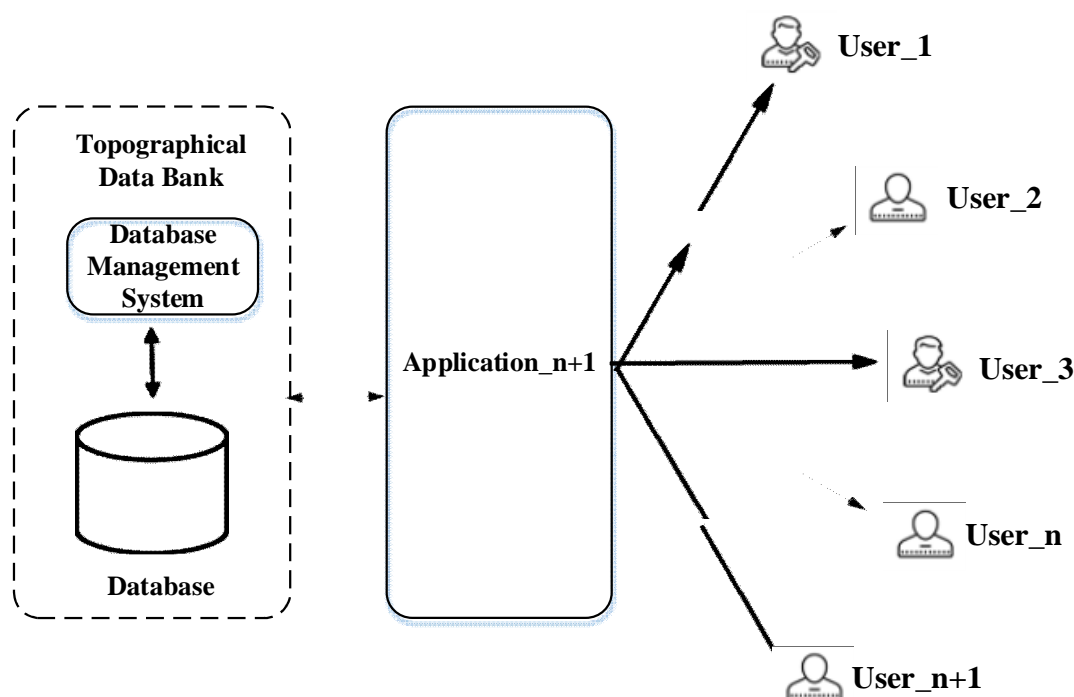 Topographical
Data Bank
Database
Management
System
Database
Application_n+1
User_1
User_2
User_3
User_n
User_n+1